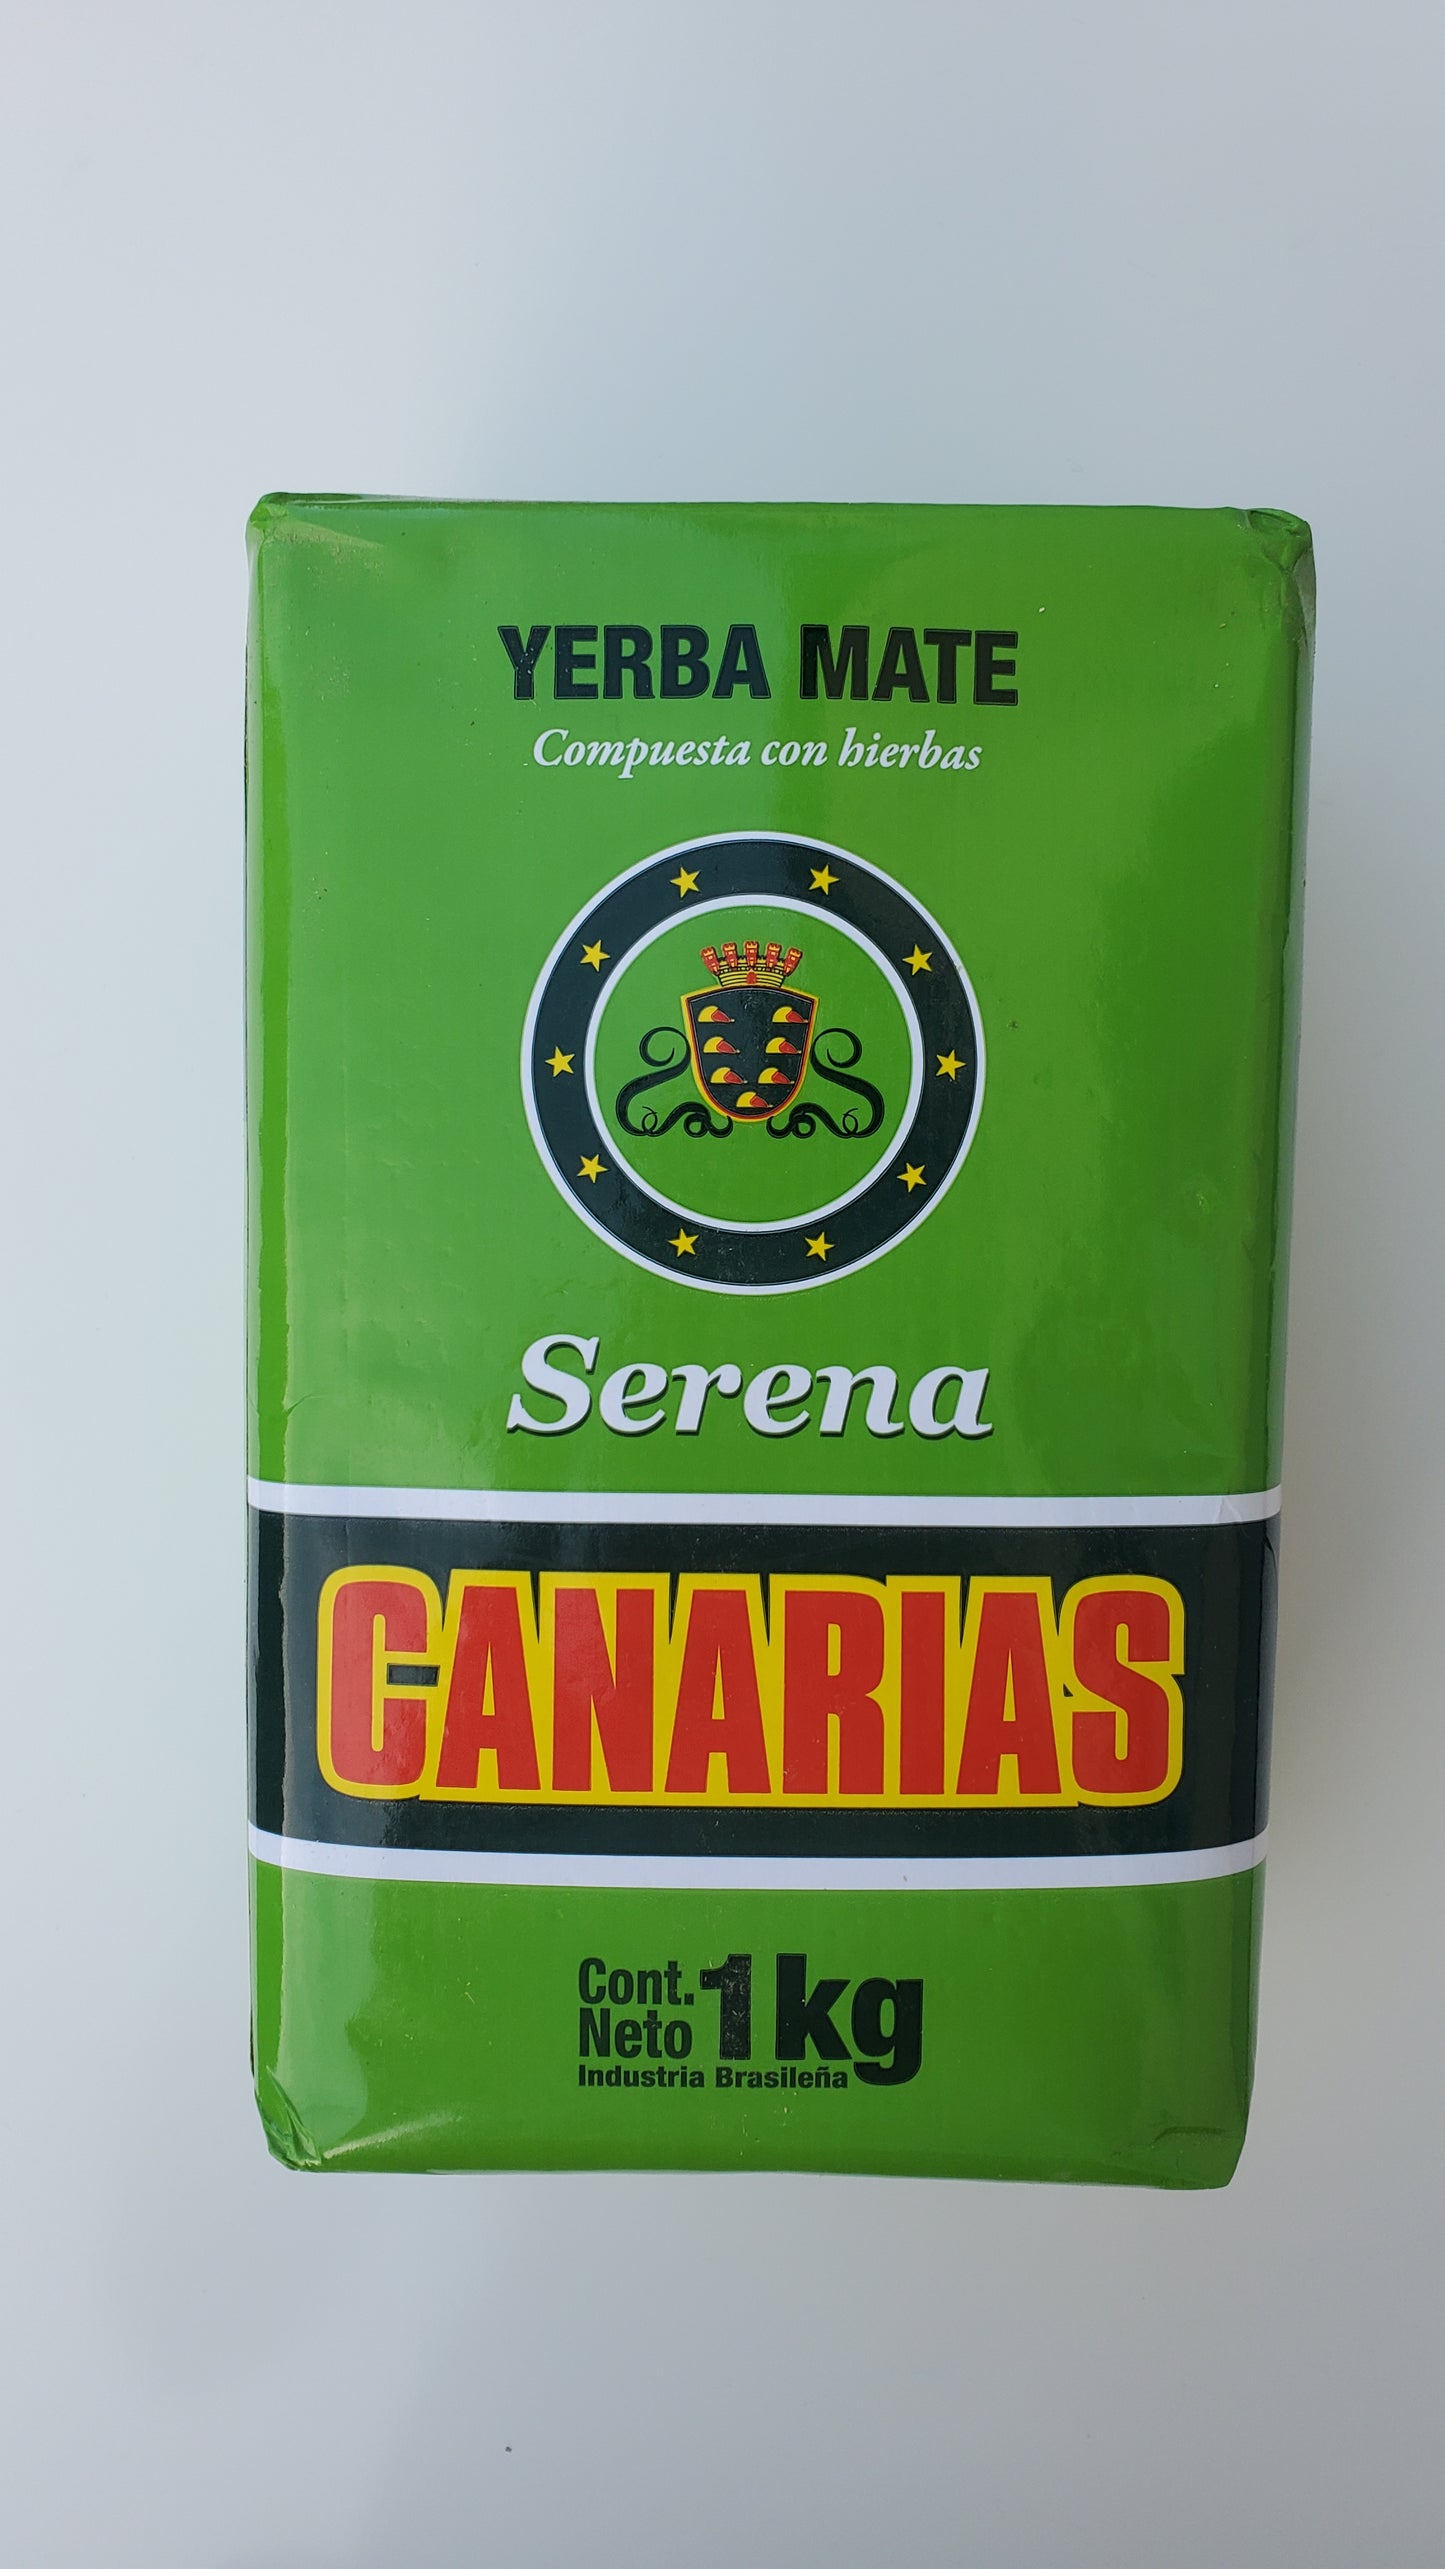 YERBA MATE
Compuesta con hierbas
Serena
CANARIAS
Cont.
Neto 1kg
Industria Brasileña